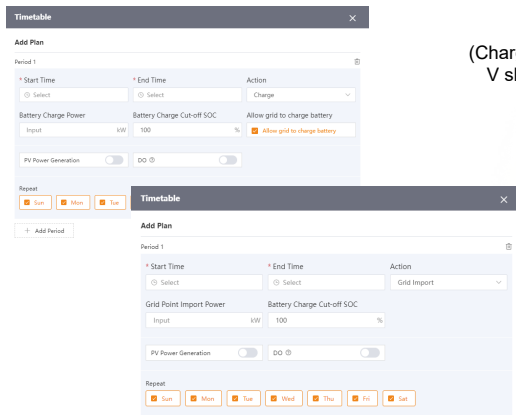 Timetable
Add Plan
Period 1
* Start Time * End Time Action
Select Select Charge
Battery Charge Power Battery Charge Cut-off SOC Allow grid to charge battery
Input kW 100 % Allow grid to charge battery
PV Power Generation DO
Repeat
Sun Mon Tue
+ Add Period
Timetable
Add Plan
Period 1
* Start Time * End Time Action
Select Select Grid Import
Grid Point Import Power Battery Charge Cut-off SOC
Input kW 100 %
PV Power Generation DO
Repeat
Sun Mon Tue Wed Thu Fri Sat